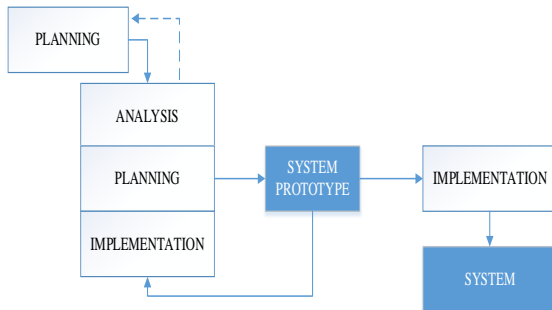 PLANNING
ANALYSIS
PLANNING
IMPLEMENTATION
SYSTEM
PROTOTYPE
IMPLEMENTATION
SYSTEM